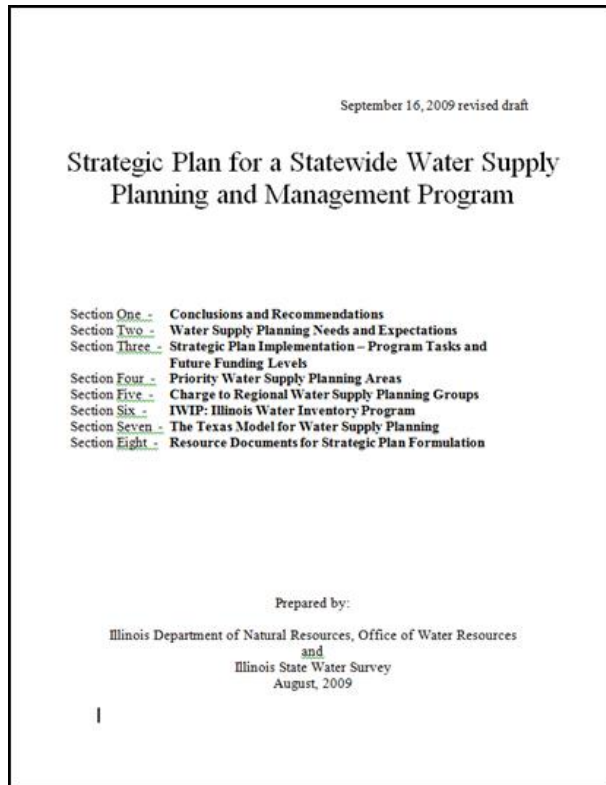 September 16, 2009 revised draft
Strategic Plan for a Statewide Water Supply
Planning and Management Program
Section One - Conclusions and Recommendations
Section Two - Water Supply Planning Needs and Expectations
Section Three - Strategic Plan Implementation – Program Tasks and
Future Funding Levels
Section Four - Priority Water Supply Planning Areas
Section Five - Charge to Regional Water Supply Planning Groups
Section Six - IWIP: Illinois Water Inventory Program
Section Seven - The Texas Model for Water Supply Planning
Section Eight - Resource Documents for Strategic Plan Formulation
Prepared by:
Illinois Department of Natural Resources, Office of Water Resources
and
Illinois State Water Survey
August, 2009